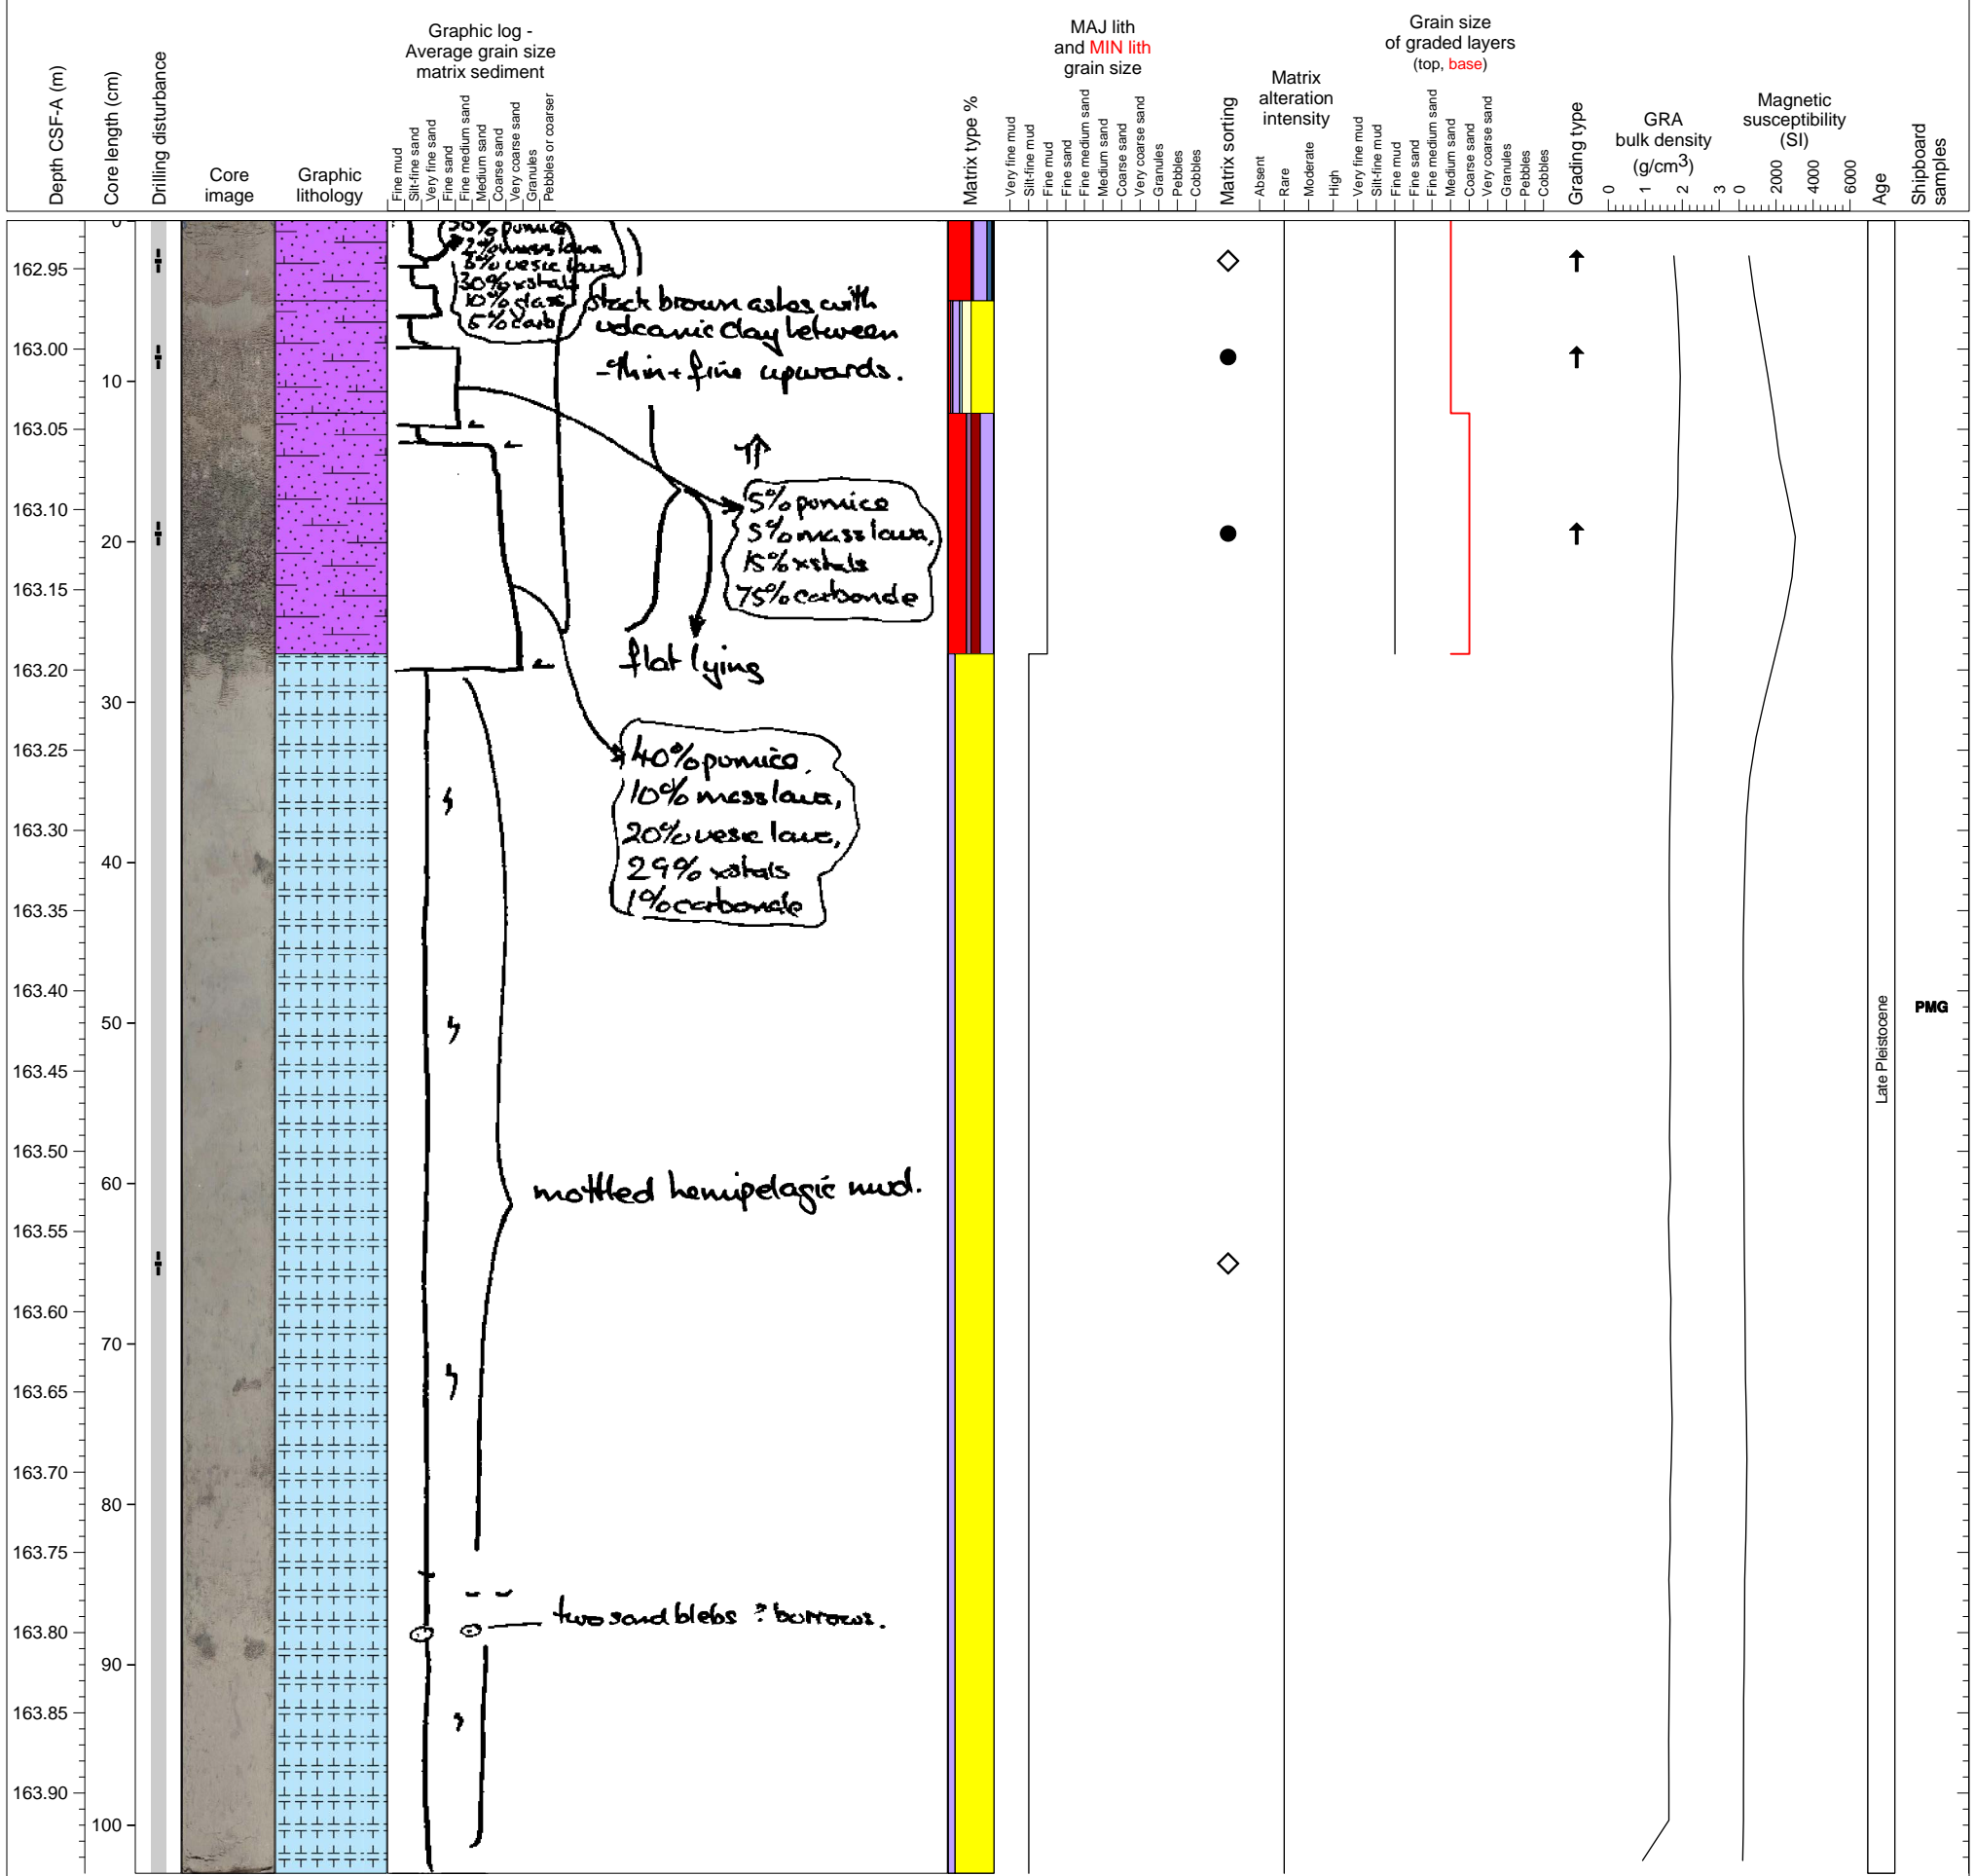 Depth CSF-A (m)
Core length (cm)
Drilling disturbance
Core
image
Graphic
lithology
Graphic log -
Average grain size
matrix sediment
Fine mud
Silt-fine sand
Very fine sand
Fine sand
Fine medium sand
Medium sand
Coarse sand
Very coarse sand
Granules
Pebbles or coarser
Matrix type %
MAJ lith
and MIN lith
grain size
Very fine mud
Silt-fine mud
Fine mud
Fine sand
Fine medium sand
Medium sand
Coarse sand
Very coarse sand
Granules
Pebbles
Cobbles
Matrix sorting
Matrix
alteration
intensity
Absent
Rare
Moderate
High
Grain size
of graded layers
(top, base)
Very fine mud
Silt-fine mud
Fine mud
Fine sand
Fine medium sand
Medium sand
Coarse sand
Very coarse sand
Granules
Pebbles
Cobbles
Grading type
GRA
bulk density
(g/cm3)
0 1 2 3
Magnetic
susceptibility
(SI)
0 2000 4000 6000
Age
Shipboard
samples
162.95
163.00
163.05
163.10
163.15
163.20
163.25
163.30
163.35
163.40
163.45
163.50
163.55
163.60
163.65
163.70
163.75
163.80
163.85
163.90
0
10
20
30
40
50
60
70
80
90
100
pumice
2% mass lava
vesic lava
30% xstals
10% glass
5% carb
brown ashes with
volcanic clay between
- thin + fine upwards.
5% pumice
5% mass lava,
15% xstals
75% carbonate
flat lying
40% pumice,
10% mass lava,
20% vesic lava,
29% xstals
1% carbonate
mottled hemipelagic mud.
two sand blebs ? burrows.
Late Pleistocene
PMG